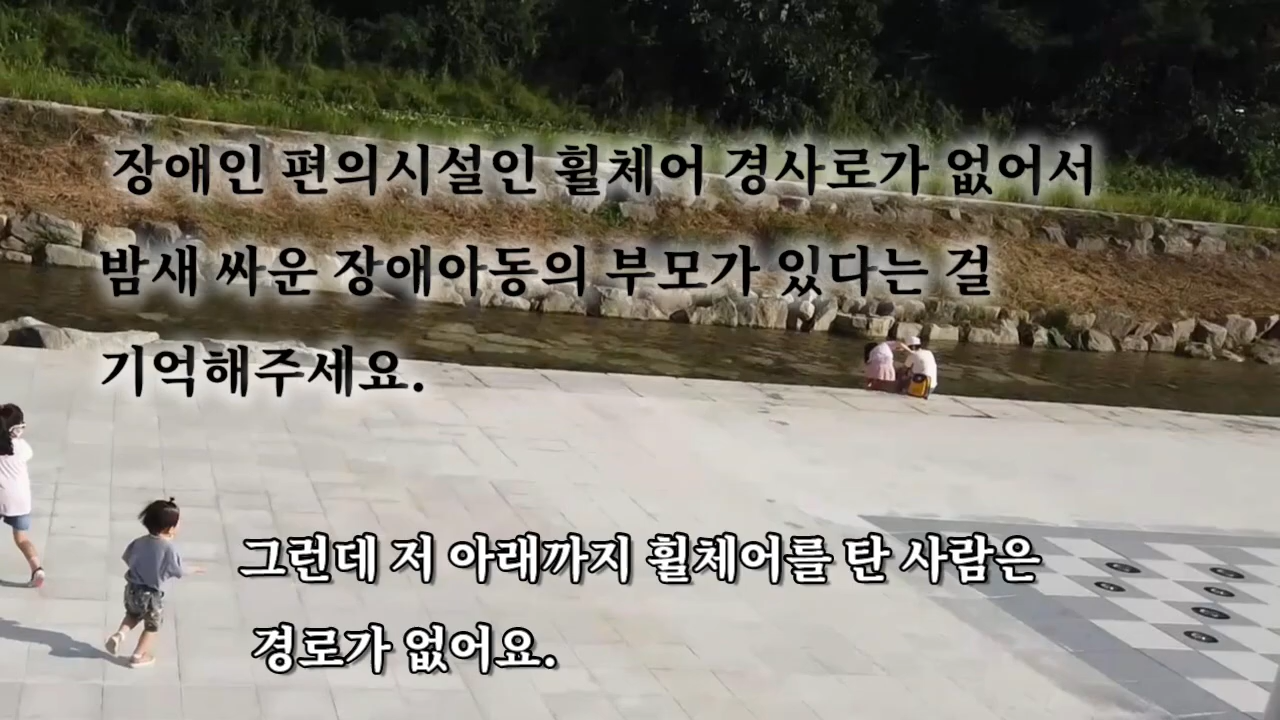 장애인 편의시설인 휠체어 경사로가 없어서
밤새 싸운 장애아동의 부모가 있다는 걸
기억해주세요.
그런데 저 아래까지 휠체어를 탄 사람은
경로가 없어요.